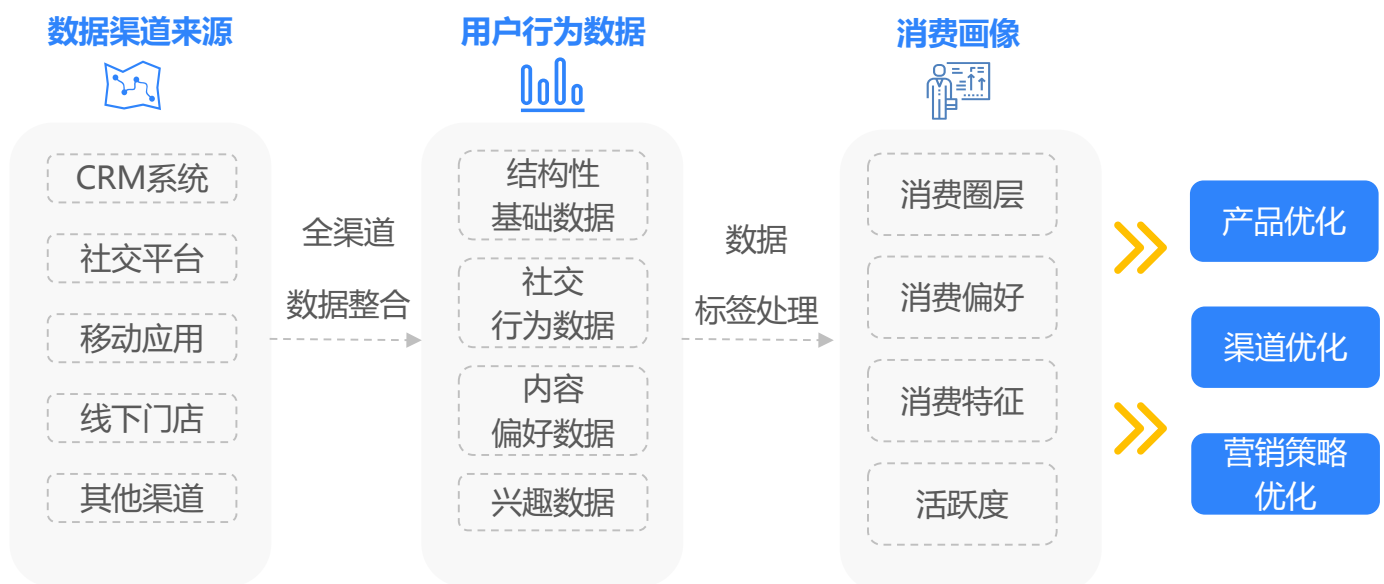 数据渠道来源
CRM系统
社交平台
移动应用
线下门店
其他渠道
全渠道
数据整合
用户行为数据
结构性
基础数据
社交
行为数据
内容
偏好数据
兴趣数据
数据
标签处理
消费画像
消费圈层
消费偏好
消费特征
活跃度
产品优化
渠道优化
营销策略
优化